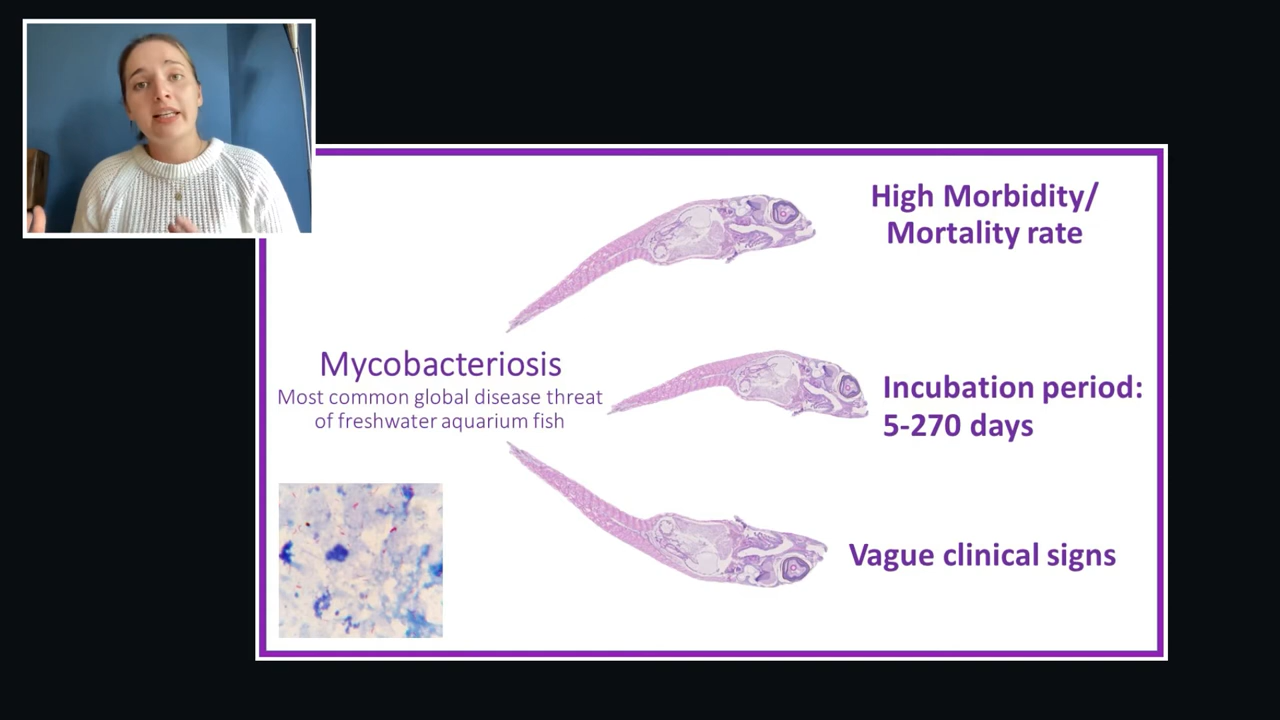 High Morbidity/
Mortality rate
Mycobacteriosis
Most common global disease threat
of freshwater aquarium fish
Incubation period:
5-270 days
Vague clinical signs